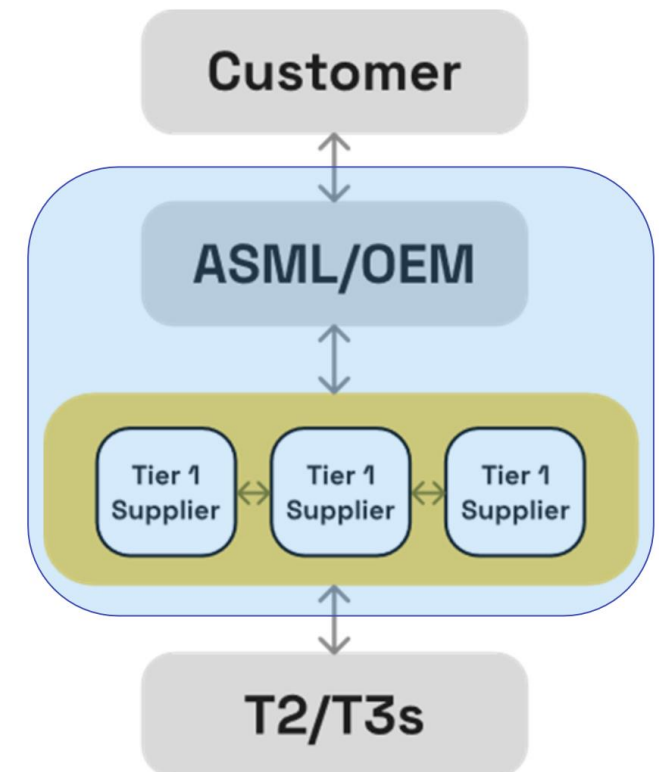 Customer
ASML/OEM
Tier 1
Supplier
Tier 1
Supplier
Tier 1
Supplier
T2/T3s